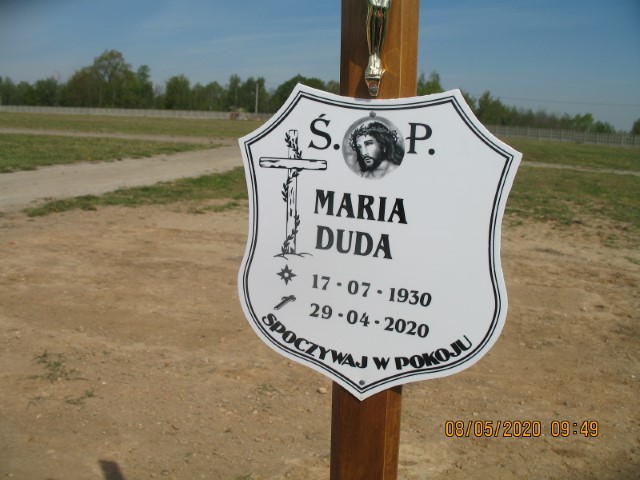 Ś. P.
MARIA
DUDA
17-07-1930
29-04-2020
SPOCZYWAJ W POKOJU
08/05/2020 09:49